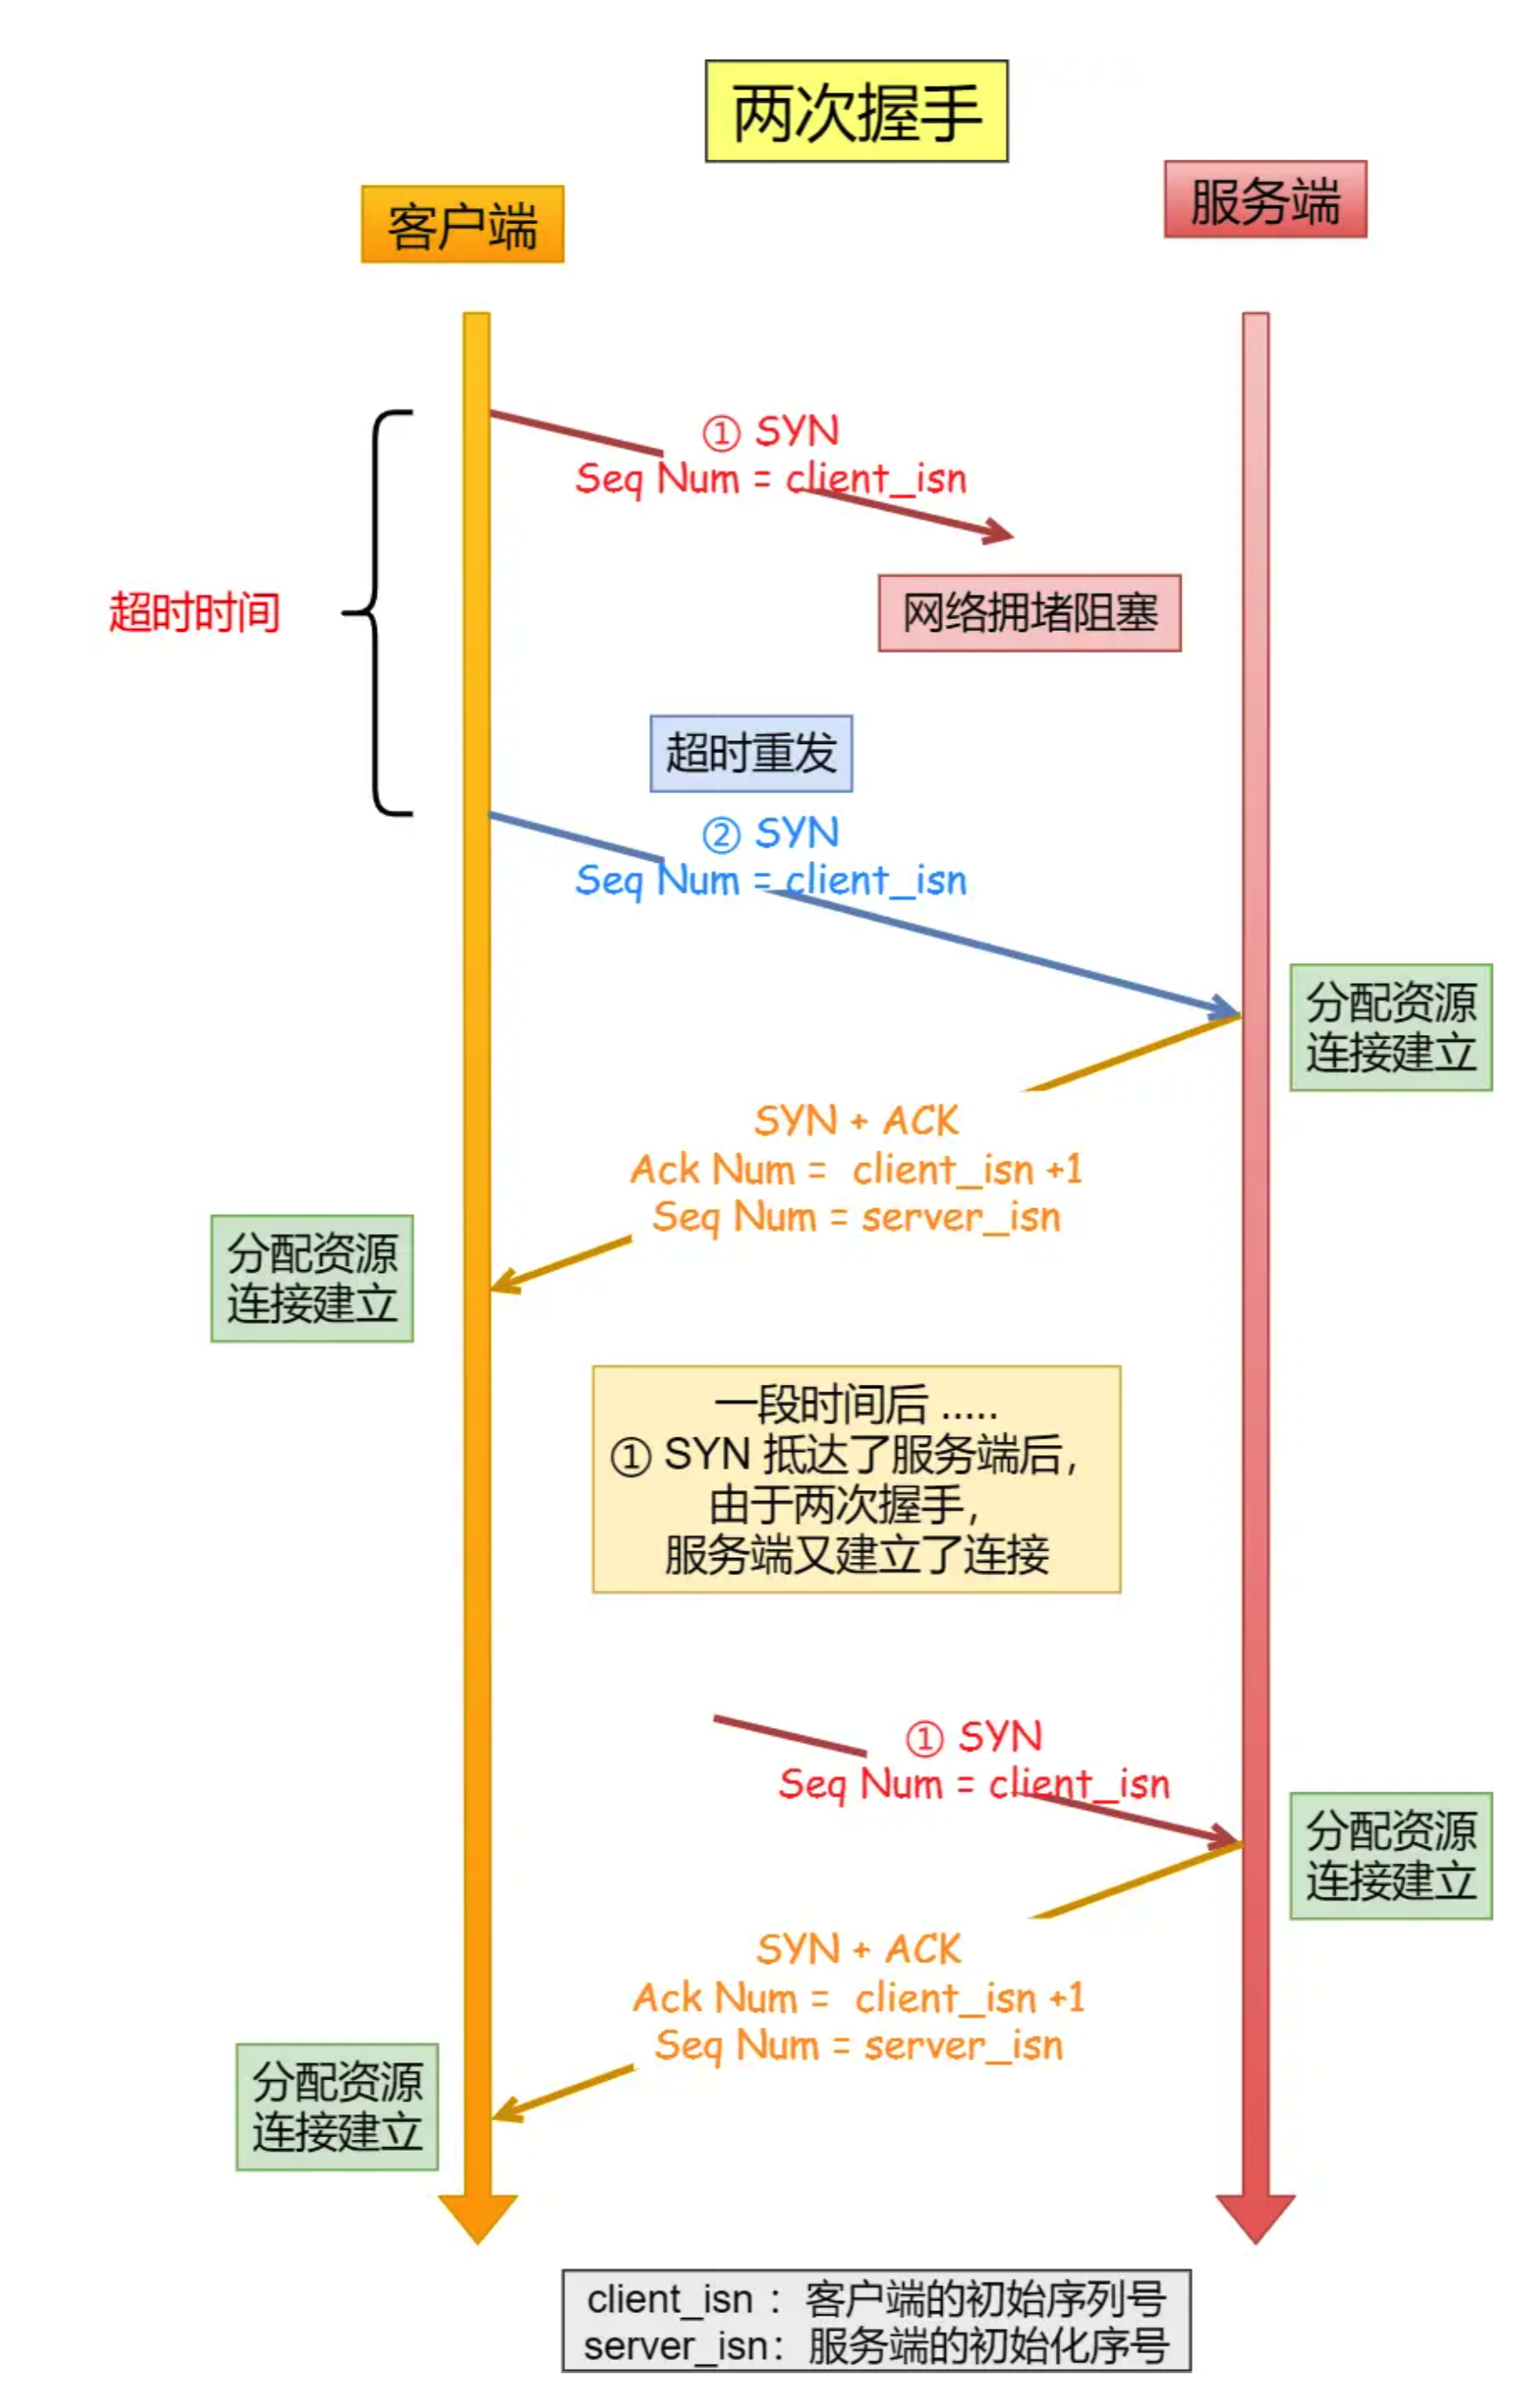 两次握手
客户端
服务端
① SYN
Seq Num = client_isn
网络拥堵阻塞
超时时间
超时重发
② SYN
Seq Num = client_isn
分配资源
连接建立
SYN + ACK
Ack Num = client_isn +1
Seq Num = server_isn
分配资源
连接建立
一段时间后 .....
① SYN 抵达了服务端后，
由于两次握手，
服务端又建立了连接
① SYN
Seq Num = client_isn
分配资源
连接建立
SYN + ACK
Ack Num = client_isn +1
Seq Num = server_isn
分配资源
连接建立
client_isn ：客户端的初始序列号
server_isn：服务端的初始化序号